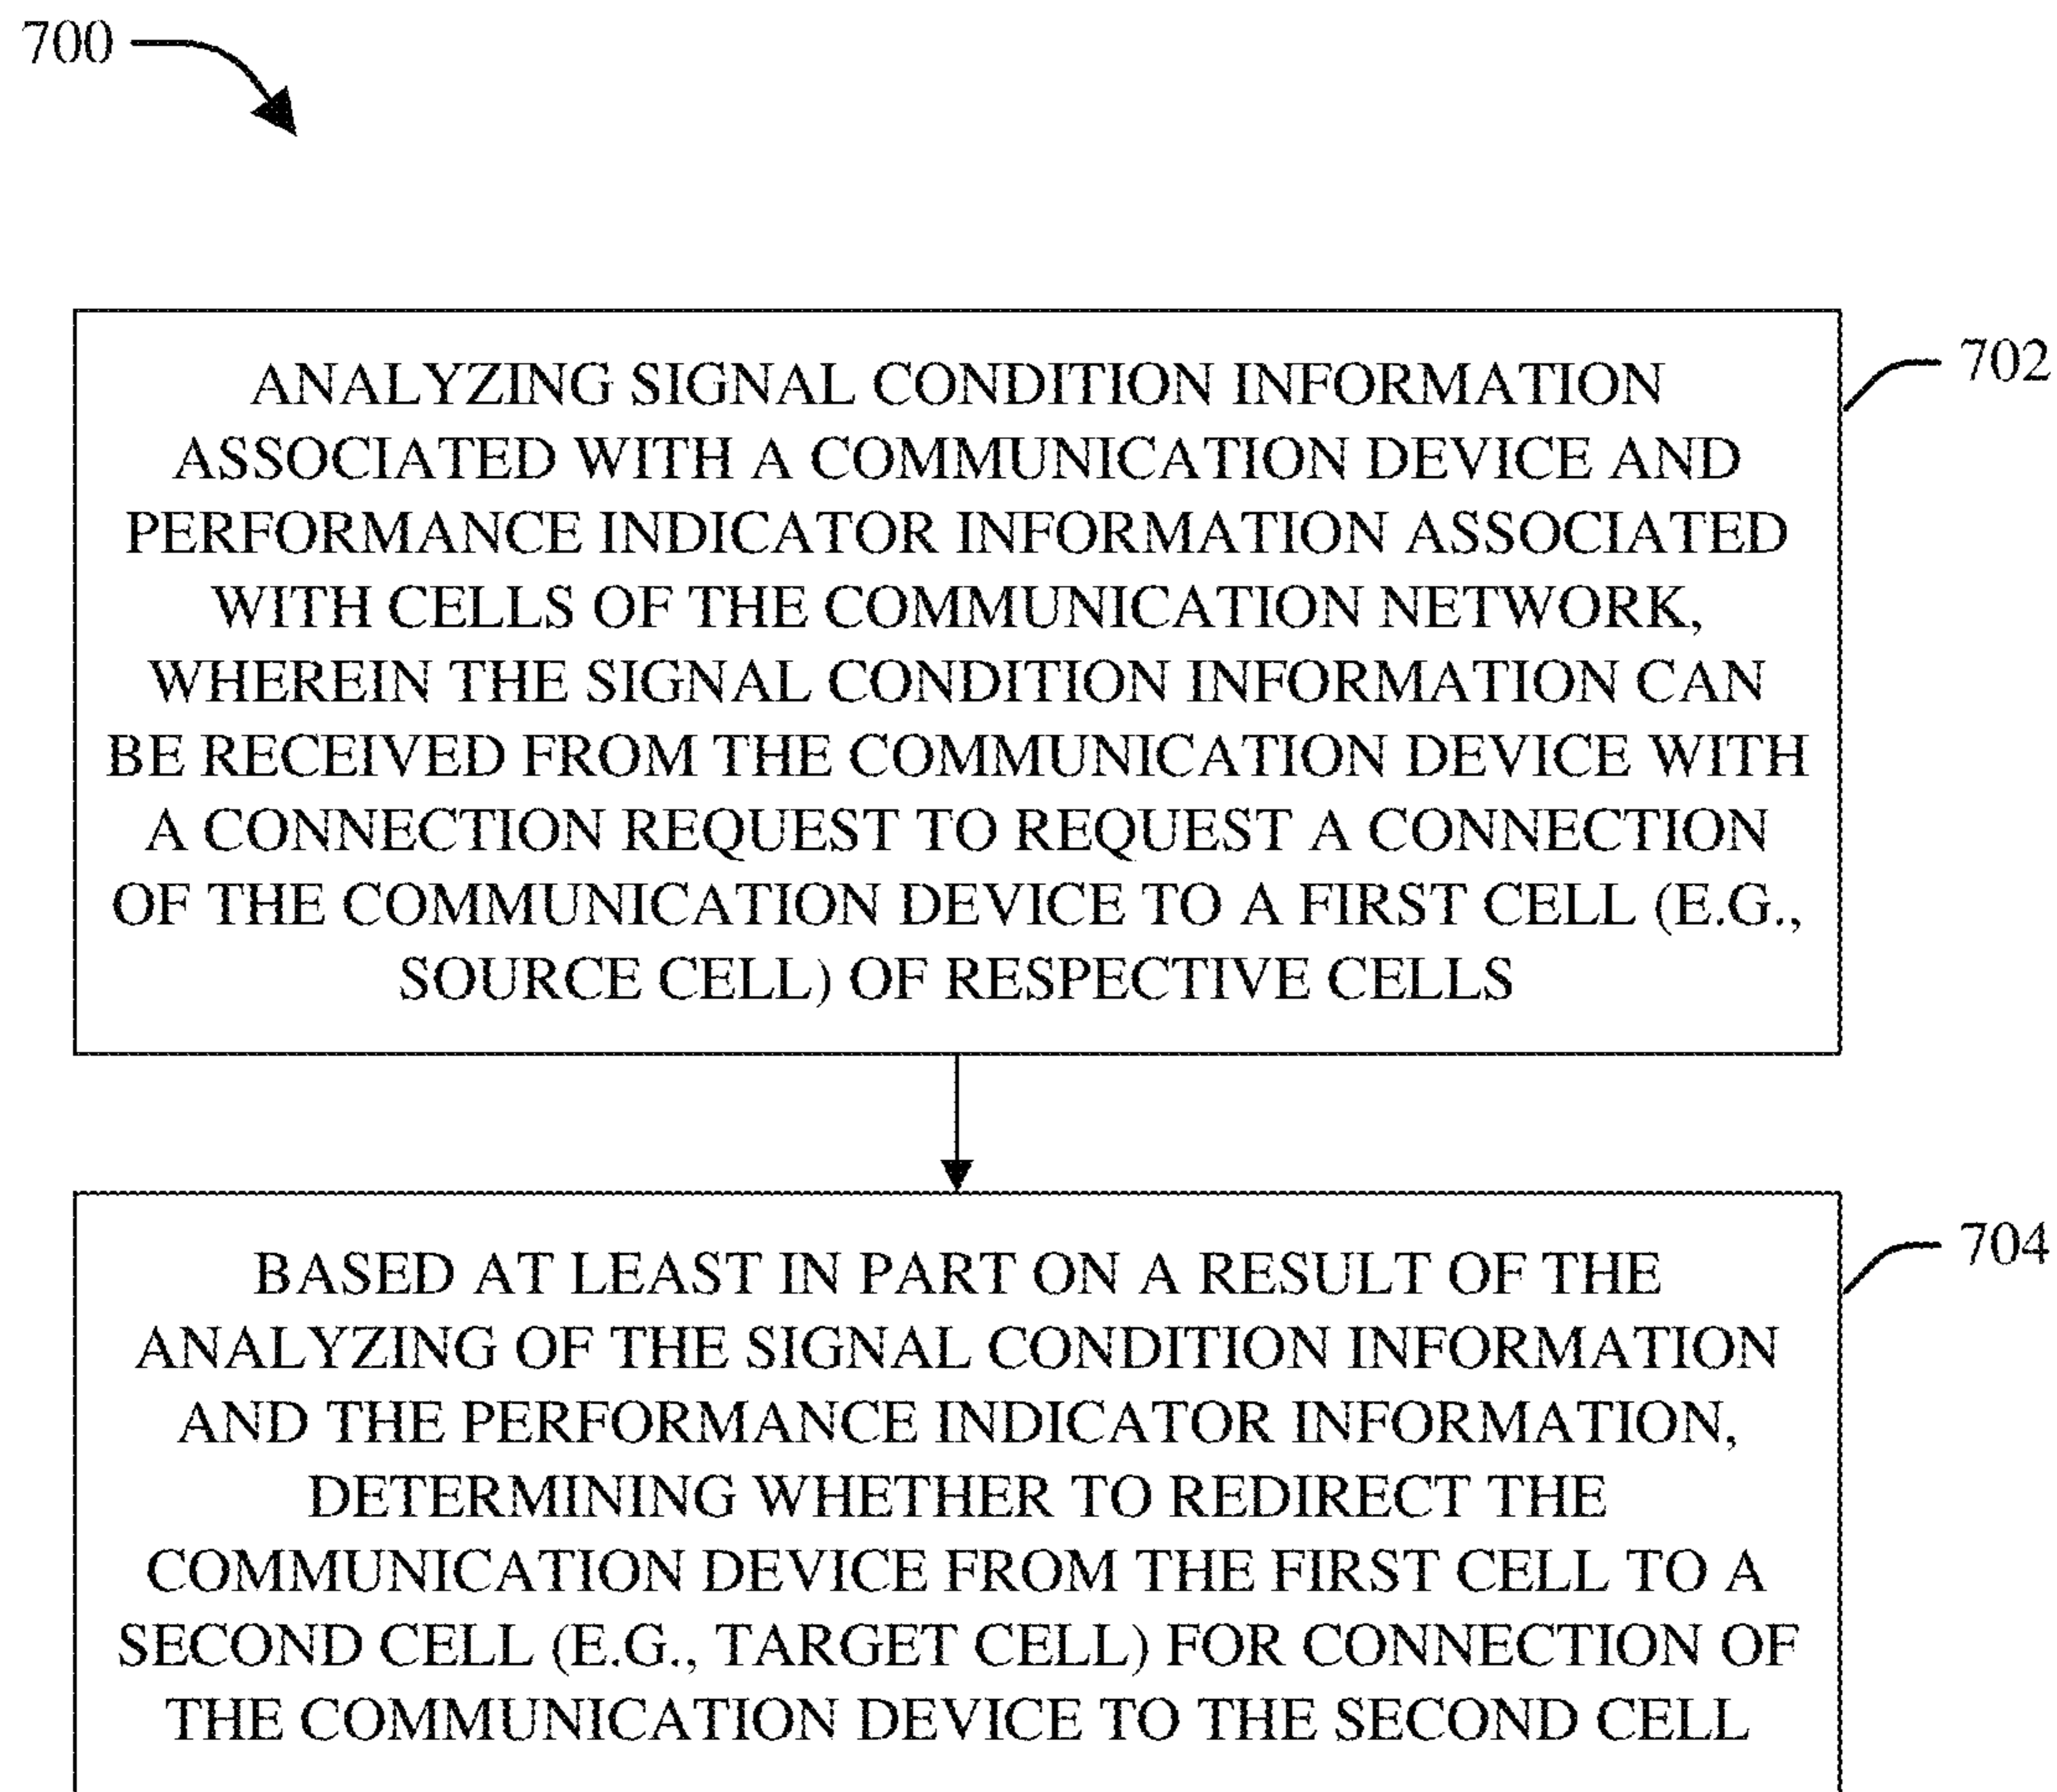 700
702
ANALYZING SIGNAL CONDITION INFORMATION
ASSOCIATED WITH A COMMUNICATION DEVICE AND
PERFORMANCE INDICATOR INFORMATION ASSOCIATED
WITH CELLS OF THE COMMUNICATION NETWORK,
WHEREIN THE SIGNAL CONDITION INFORMATION CAN
BE RECEIVED FROM THE COMMUNICATION DEVICE WITH
A CONNECTION REQUEST TO REQUEST A CONNECTION
OF THE COMMUNICATION DEVICE TO A FIRST CELL (E.G.,
SOURCE CELL) OF RESPECTIVE CELLS
704
BASED AT LEAST IN PART ON A RESULT OF THE
ANALYZING OF THE SIGNAL CONDITION INFORMATION
AND THE PERFORMANCE INDICATOR INFORMATION,
DETERMINING WHETHER TO REDIRECT THE
COMMUNICATION DEVICE FROM THE FIRST CELL TO A
SECOND CELL (E.G., TARGET CELL) FOR CONNECTION OF
THE COMMUNICATION DEVICE TO THE SECOND CELL